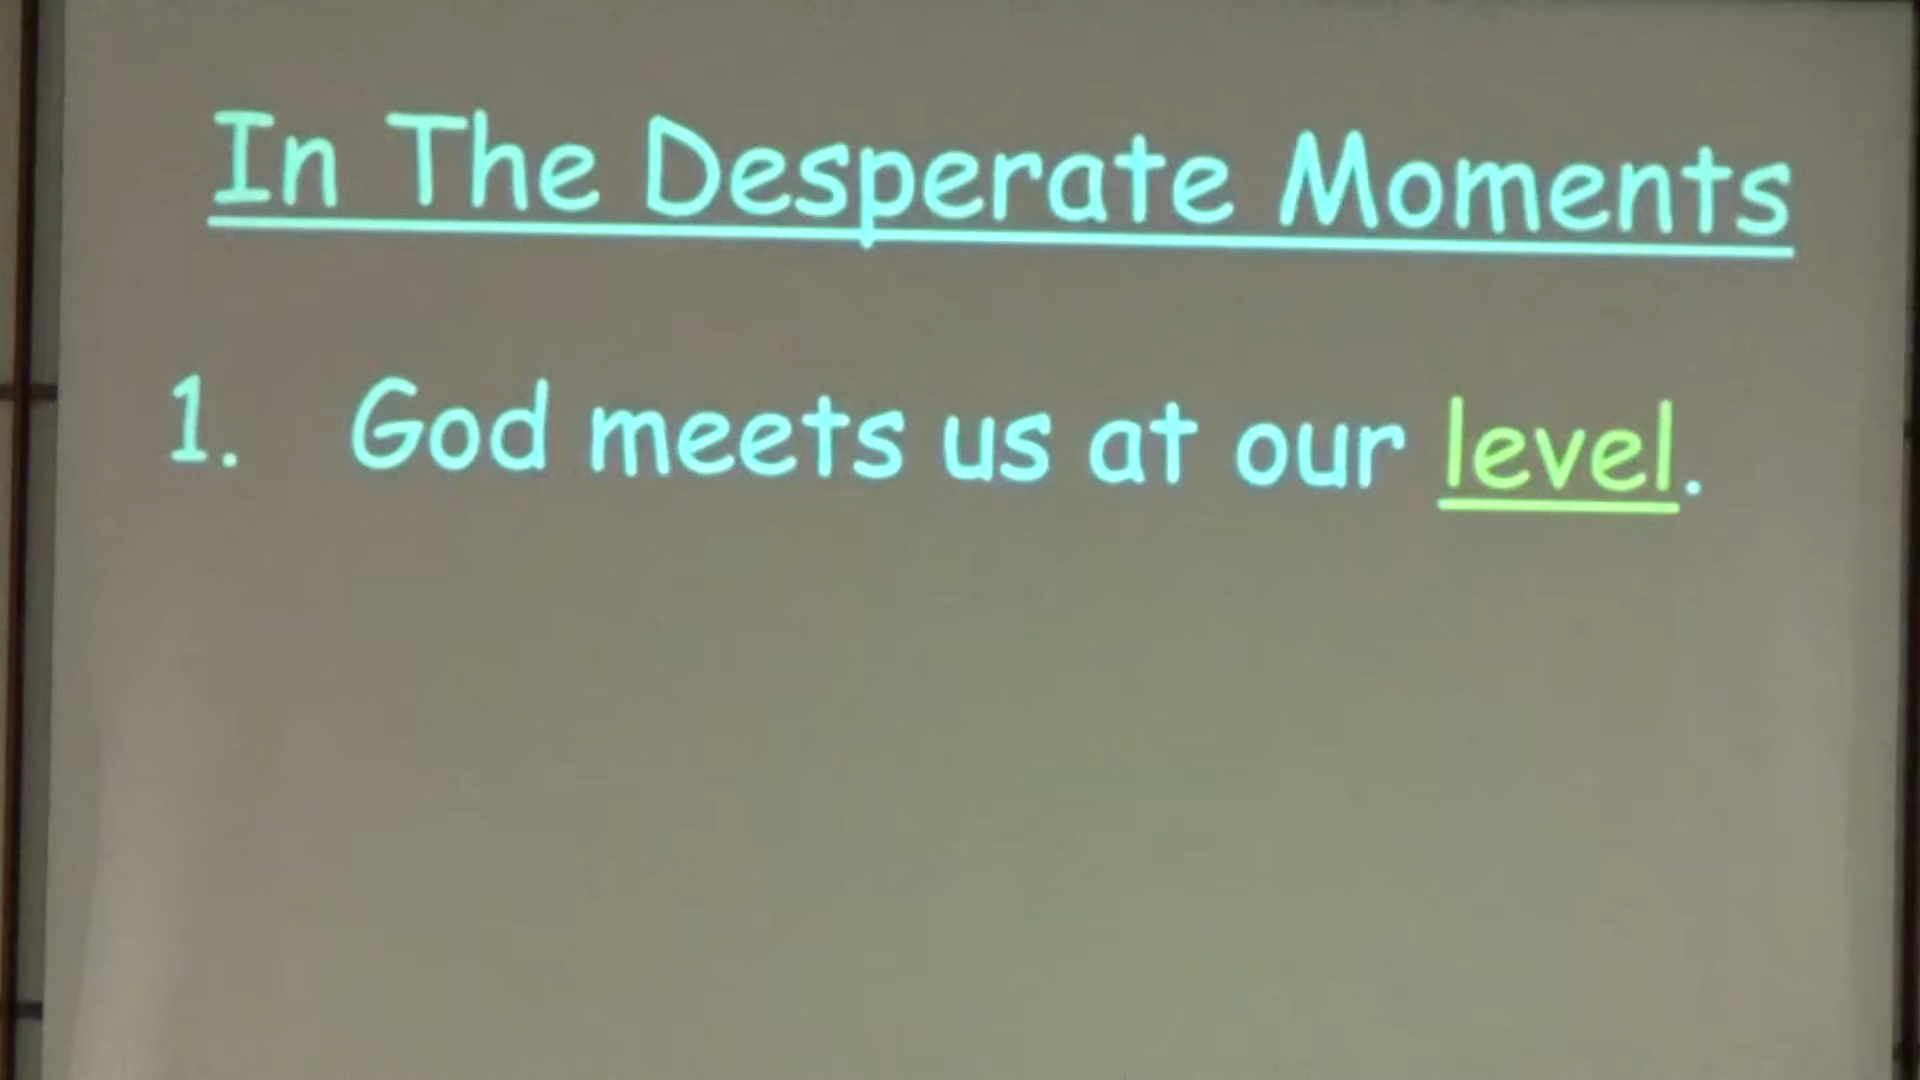 In The Desperate Moments
1. God meets us at our level.